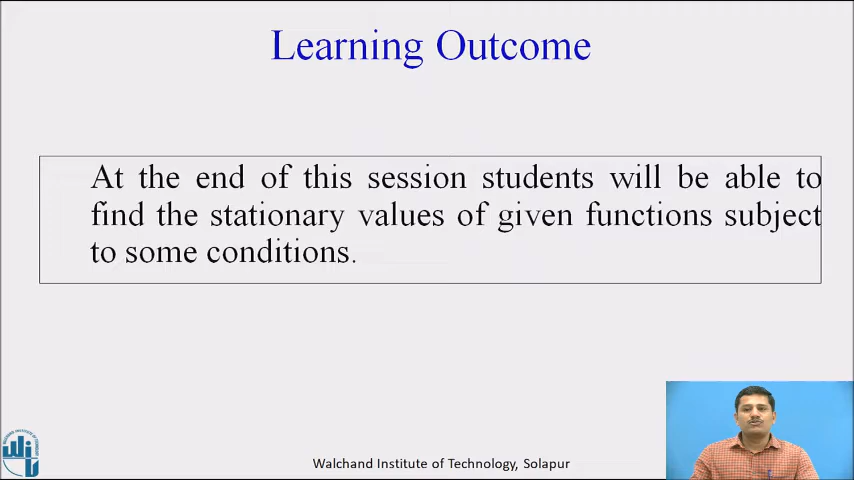 Learning Outcome
At the end of this session students will be able to
find the stationary values of given functions subject
to some conditions.
Walchand Institute of Technology, Solapur